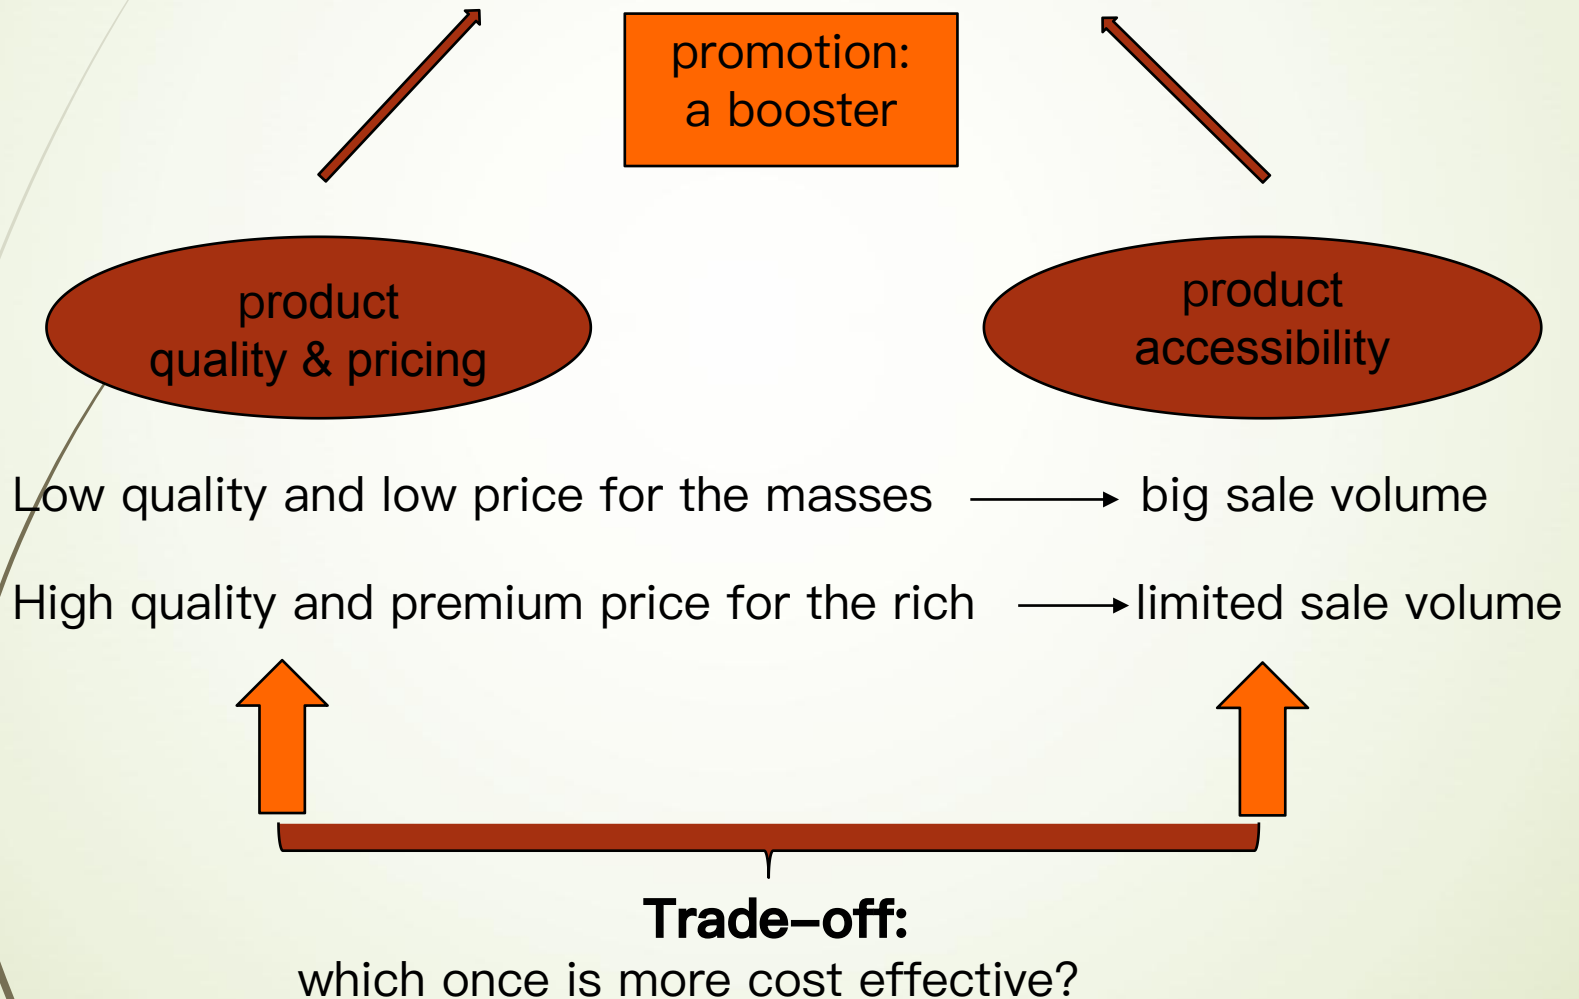 promotion:
a booster
product
quality & pricing
product
accessibility
Low quality and low price for the masses
big sale volume
High quality and premium price for the rich
limited sale volume
Trade–off:
which once is more cost effective?